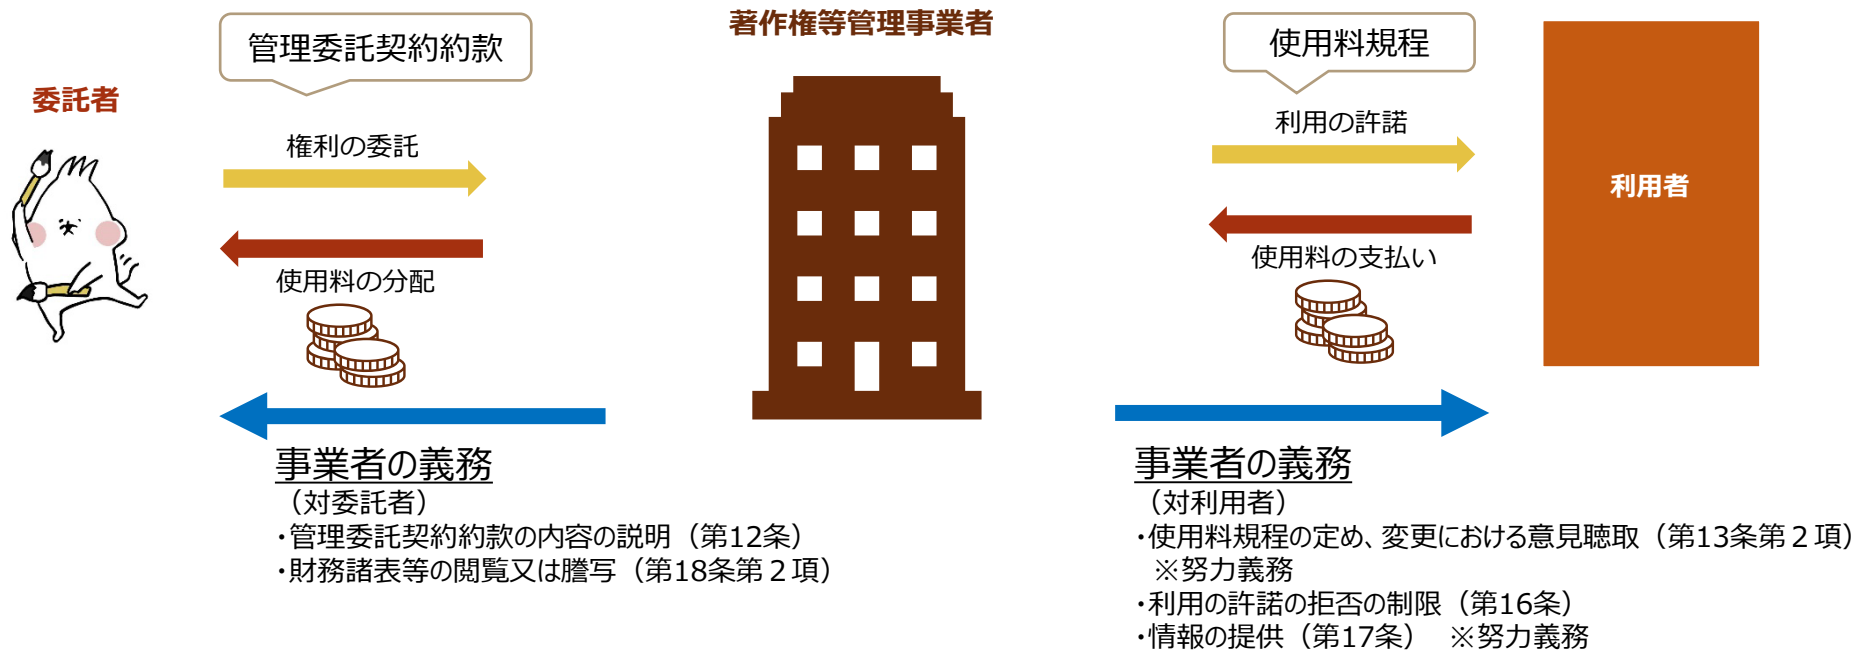 著作権等管理事業者
管理委託契約約款
使用料規程
委託者
権利の委託
使用料の分配
利用の許諾
使用料の支払い
利用者
事業者の義務
（対委託者）
・管理委託契約約款の内容の説明（第12条）
・財務諸表等の閲覧又は謄写（第18条第２項）
事業者の義務
（対利用者）
・使用料規程の定め、変更における意見聴取（第13条第２項）
※努力義務
・利用の許諾の拒否の制限（第16条）
・情報の提供（第17条）　※努力義務